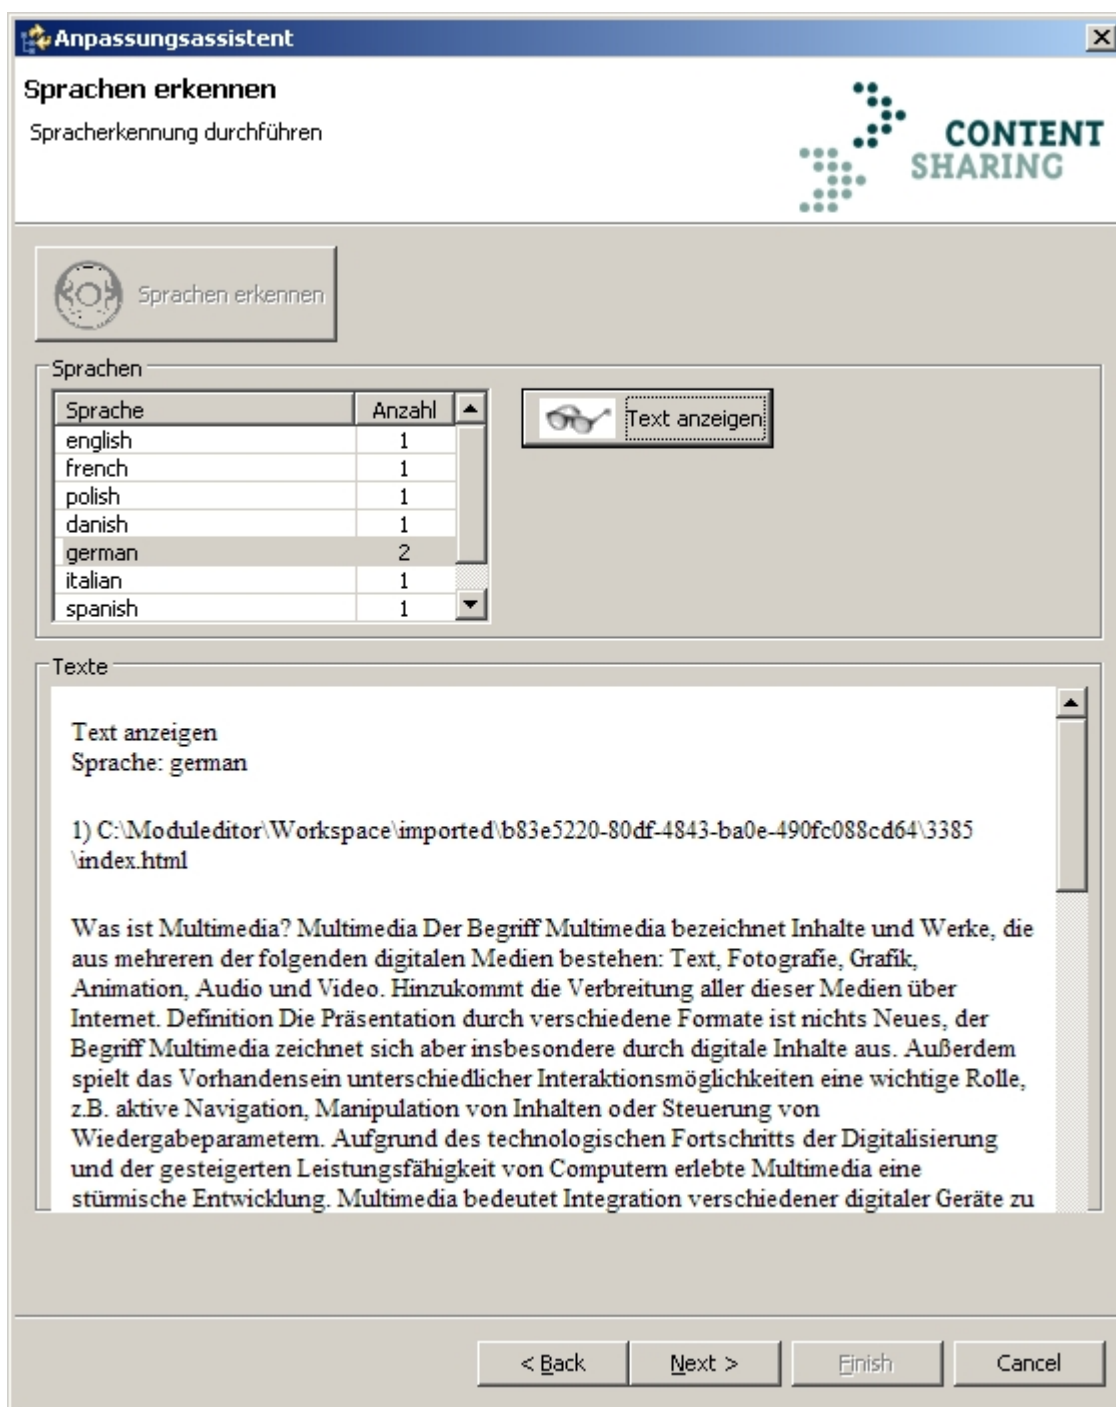 Anpassungsassistent
Sprachen erkennen
Spracherkennung durchführen
CONTENT
SHARING
Sprachen erkennen
Sprachen
Sprache Anzahl
english 1
french 1
polish 1
danish 1
german 2
italian 1
spanish 1
Text anzeigen
Texte
Text anzeigen
Sprache: german
1) C:\Moduleditor\Workspace\imported\b83e5220-80df-4843-ba0e-490fc088cd64\3385
\index.html
Was ist Multimedia? Multimedia Der Begriff Multimedia bezeichnet Inhalte und Werke, die
aus mehreren der folgenden digitalen Medien bestehen: Text, Fotografie, Grafik,
Animation, Audio und Video. Hinzukommt die Verbreitung aller dieser Medien über
Internet. Definition Die Präsentation durch verschiedene Formate ist nichts Neues, der
Begriff Multimedia zeichnet sich aber insbesondere durch digitale Inhalte aus. Außerdem
spielt das Vorhandensein unterschiedlicher Interaktionsmöglichkeiten eine wichtige Rolle,
z.B. aktive Navigation, Manipulation von Inhalten oder Steuerung von
Wiedergabeparametern. Aufgrund des technologischen Fortschritts der Digitalisierung
und der gesteigerten Leistungsfähigkeit von Computern erlebte Multimedia eine
stürmische Entwicklung. Multimedia bedeutet Integration verschiedener digitaler Geräte zu
< Back Next > Finish Cancel